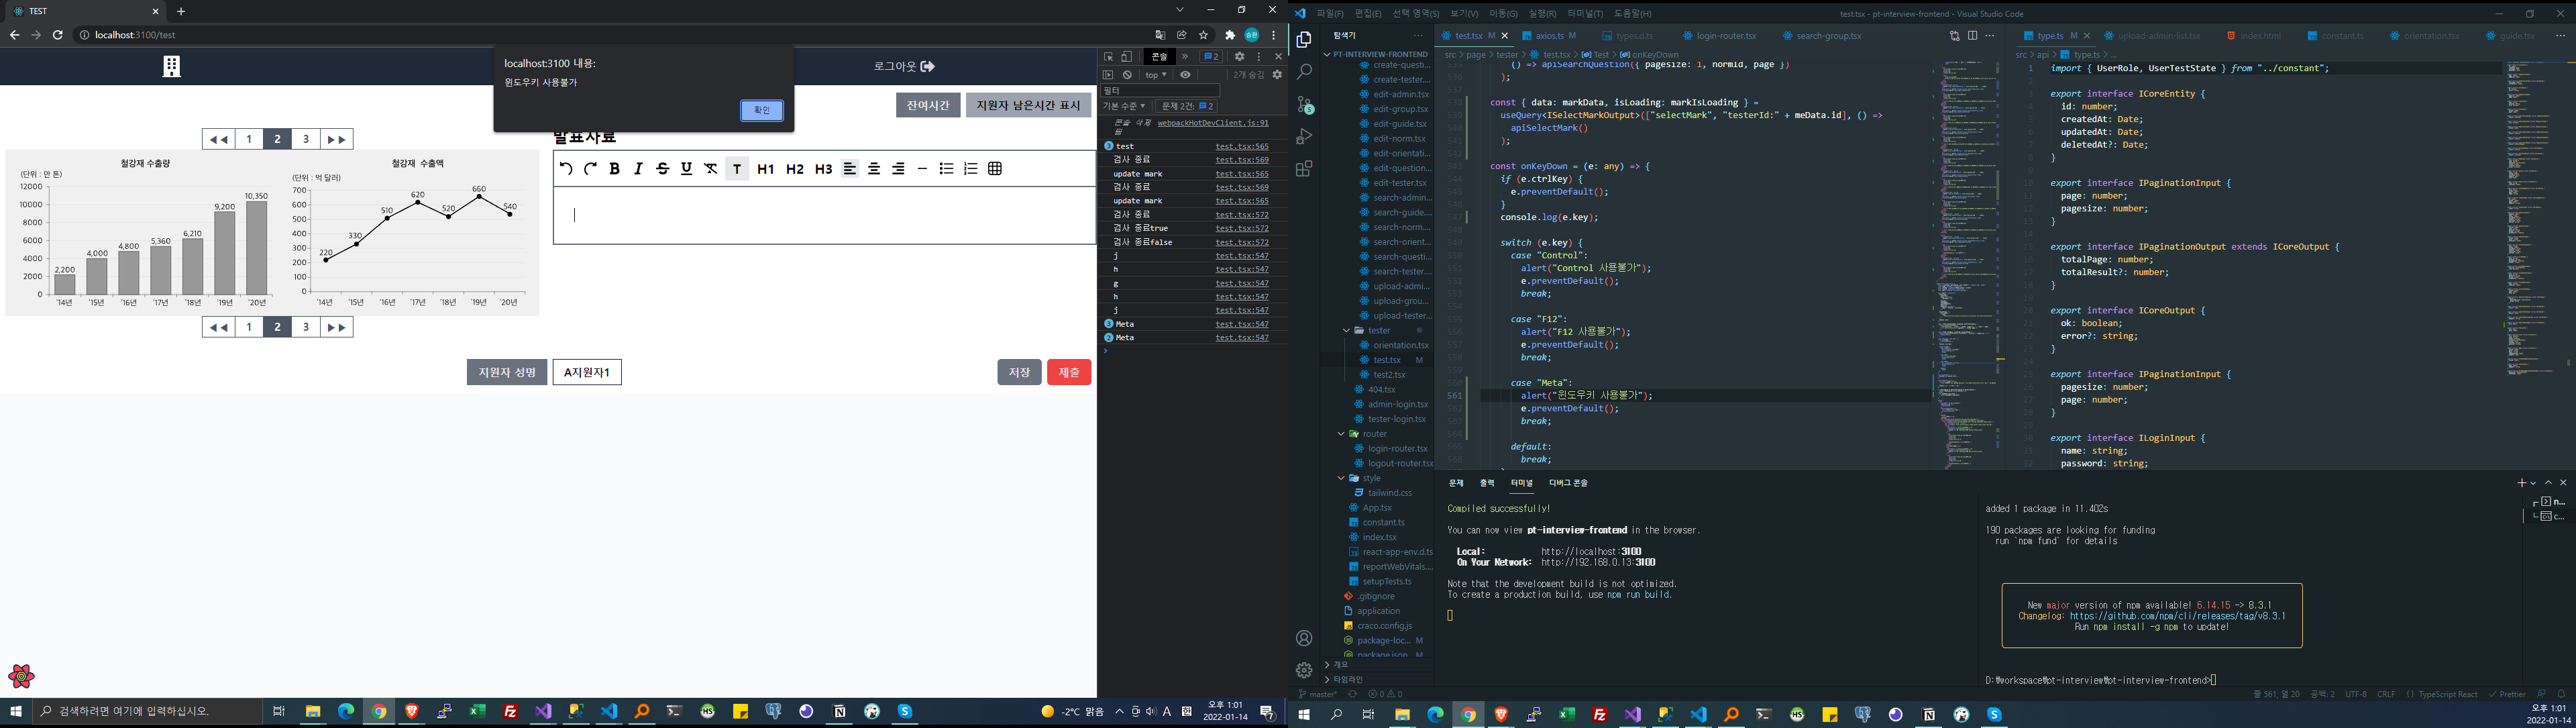 TEST
localhost:3100/test
localhost:3100 내용:
윈도우키 사용불가
확인
로그아웃
잔여시간
지원자 남은시간 표시
◀◀ 1 2 3 ▶▶
철강재 수출량
(단위 : 만 톤)
12000
10000
8000
6000
4000
2000
0
2,200
4,000
4,800
5,360
6,210
9,200
10,350
'14년 '15년 '16년 '17년 '18년 '19년 '20년
철강재 수출액
(단위 : 억 달러)
700
600
500
400
300
200
100
0
220
330
510
620
520
660
540
'14년 '15년 '16년 '17년 '18년 '19년 '20년
◀◀ 1 2 3 ▶▶
발표자료
B I S U T H1 H2 H3
지원자 성명
A지원자1
저장
제출
콘솔
2
top
2개 숨김
필터
기본 수준
문제 2건: 2
webpackHotDevClient.js:91
3 test test.tsx:565
검사 종료 test.tsx:569
update mark test.tsx:565
검사 종료 test.tsx:569
update mark test.tsx:565
검사 종료 test.tsx:572
검사 종료true test.tsx:572
검사 종료false test.tsx:572
j test.tsx:547
h test.tsx:547
g test.tsx:547
h test.tsx:547
j test.tsx:547
3 Meta test.tsx:547
2 Meta test.tsx:547
검색하려면 여기에 입력하십시오.
-2°C 맑음
오후 1:01
2022-01-14
파일(F) 편집(E) 선택 영역(S) 보기(V) 이동(G) 실행(R) 터미널(T) 도움말(H)
test.tsx - pt-interview-frontend - Visual Studio Code
탐색기
PT-INTERVIEW-FRONTEND
create-questi...
create-tester...
edit-admin.tsx
edit-group.tsx
edit-guide.tsx
edit-norm.tsx
edit-orientati...
edit-question...
edit-tester.tsx
search-admin...
search-guide....
search-norm....
search-orient...
search-questi...
search-tester....
upload-admi...
upload-grou...
upload-tester...
tester
orientation.tsx
test.tsx M
test2.tsx
404.tsx
admin-login.tsx
tester-login.tsx
router
login-router.tsx
logout-router.tsx
style
tailwind.css
App.tsx
constant.ts
index.tsx
react-app-env.d.ts
reportWebVitals....
setupTests.ts
.gitignore
application
craco.config.js
package-loc... M
package.json M
개요
타임라인
test.tsx M
axios.ts M
types.d.ts
login-router.tsx
search-group.tsx
src > page > tester > test.tsx > Test > onKeyDown
() => apiSearchQuestion({ pagesize: 1, normId, page })
);
const { data: markData, isLoading: markIsLoading } =
useQuery<ISelectMarkOutput>(["selectMark", "testerId:" + meData.id], () =>
apiSelectMark()
);
const onKeyDown = (e: any) => {
if (e.ctrlKey) {
e.preventDefault();
}
console.log(e.key);
switch (e.key) {
case "Control":
alert("Control 사용불가");
e.preventDefault();
break;
case "F12":
alert("F12 사용불가");
e.preventDefault();
break;
case "Meta":
561 alert("윈도우키 사용불가");
e.preventDefault();
break;
default:
break;
type.ts M
upload-admin-list.tsx
index.html
constant.ts
orientation.tsx
guide.tsx
src > api > type.ts > ...
import { UserRole, UserTestState } from "../constant";
export interface ICoreEntity {
id: number;
createdAt: Date;
updatedAt: Date;
deletedAt?: Date;
}
export interface IPaginationInput {
page: number;
pagesize: number;
}
export interface IPaginationOutput extends ICoreOutput {
totalPage: number;
totalResult?: number;
}
export interface ICoreOutput {
ok: boolean;
error?: string;
}
export interface IPaginationInput {
pagesize: number;
page: number;
}
export interface ILoginInput {
name: string;
password: string;
문제 출력 터미널 디버그 콘솔
Compiled successfully!
You can now view pt-interview-frontend in the browser.
Local: http://localhost:3100
On Your Network: http://192.168.0.13:3100
Note that the development build is not optimized.
To create a production build, use npm run build.
added 1 package in 11.402s
190 packages are looking for funding
run `npm fund` for details
New major version of npm available! 6.14.15 -> 8.3.1
Changelog: https://github.com/npm/cli/releases/tag/v8.3.1
Run npm install -g npm to update!
D:\workspace\pt-interview\pt-interview-frontend>
master*
0 0
줄 561, 열 20 공백: 2 UTF-8 CRLF TypeScript React Prettier
오후 1:01
2022-01-14